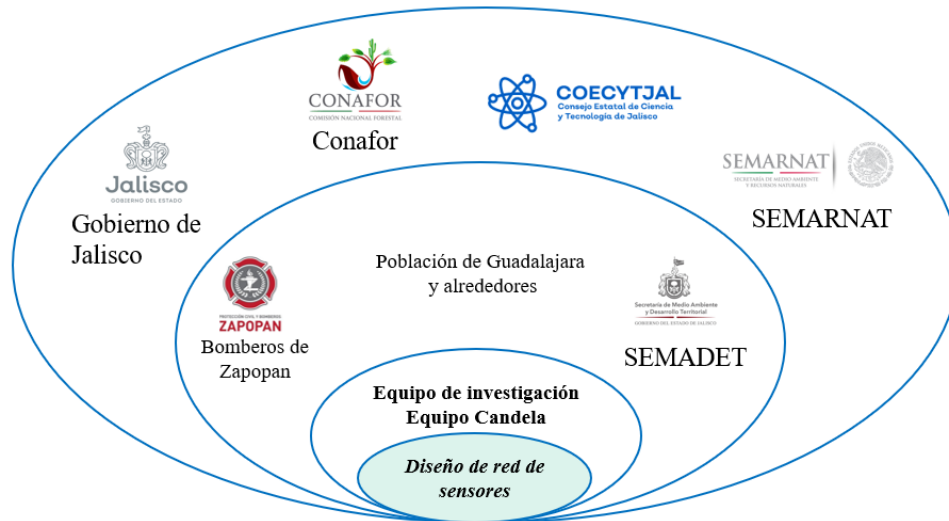 CONAFOR
COMISIÓN NACIONAL FORESTAL
Conafor
COECYTJAL
Consejo Estatal de Ciencia
y Tecnología de Jalisco
Jalisco
GOBIERNO DEL ESTADO
Gobierno de
Jalisco
SEMARNAT
SECRETARÍA DE MEDIO AMBIENTE
Y RECURSOS NATURALES
SEMARNAT
Población de Guadalajara
y alrededores
PROTECCIÓN CIVIL Y BOMBEROS
ZAPOPAN
Bomberos de
Zapopan
Secretaría de Medio Ambiente
y Desarrollo Territorial
GOBIERNO DEL ESTADO DE JALISCO
SEMADET
Equipo de investigación
Equipo Candela
Diseño de red de
sensores